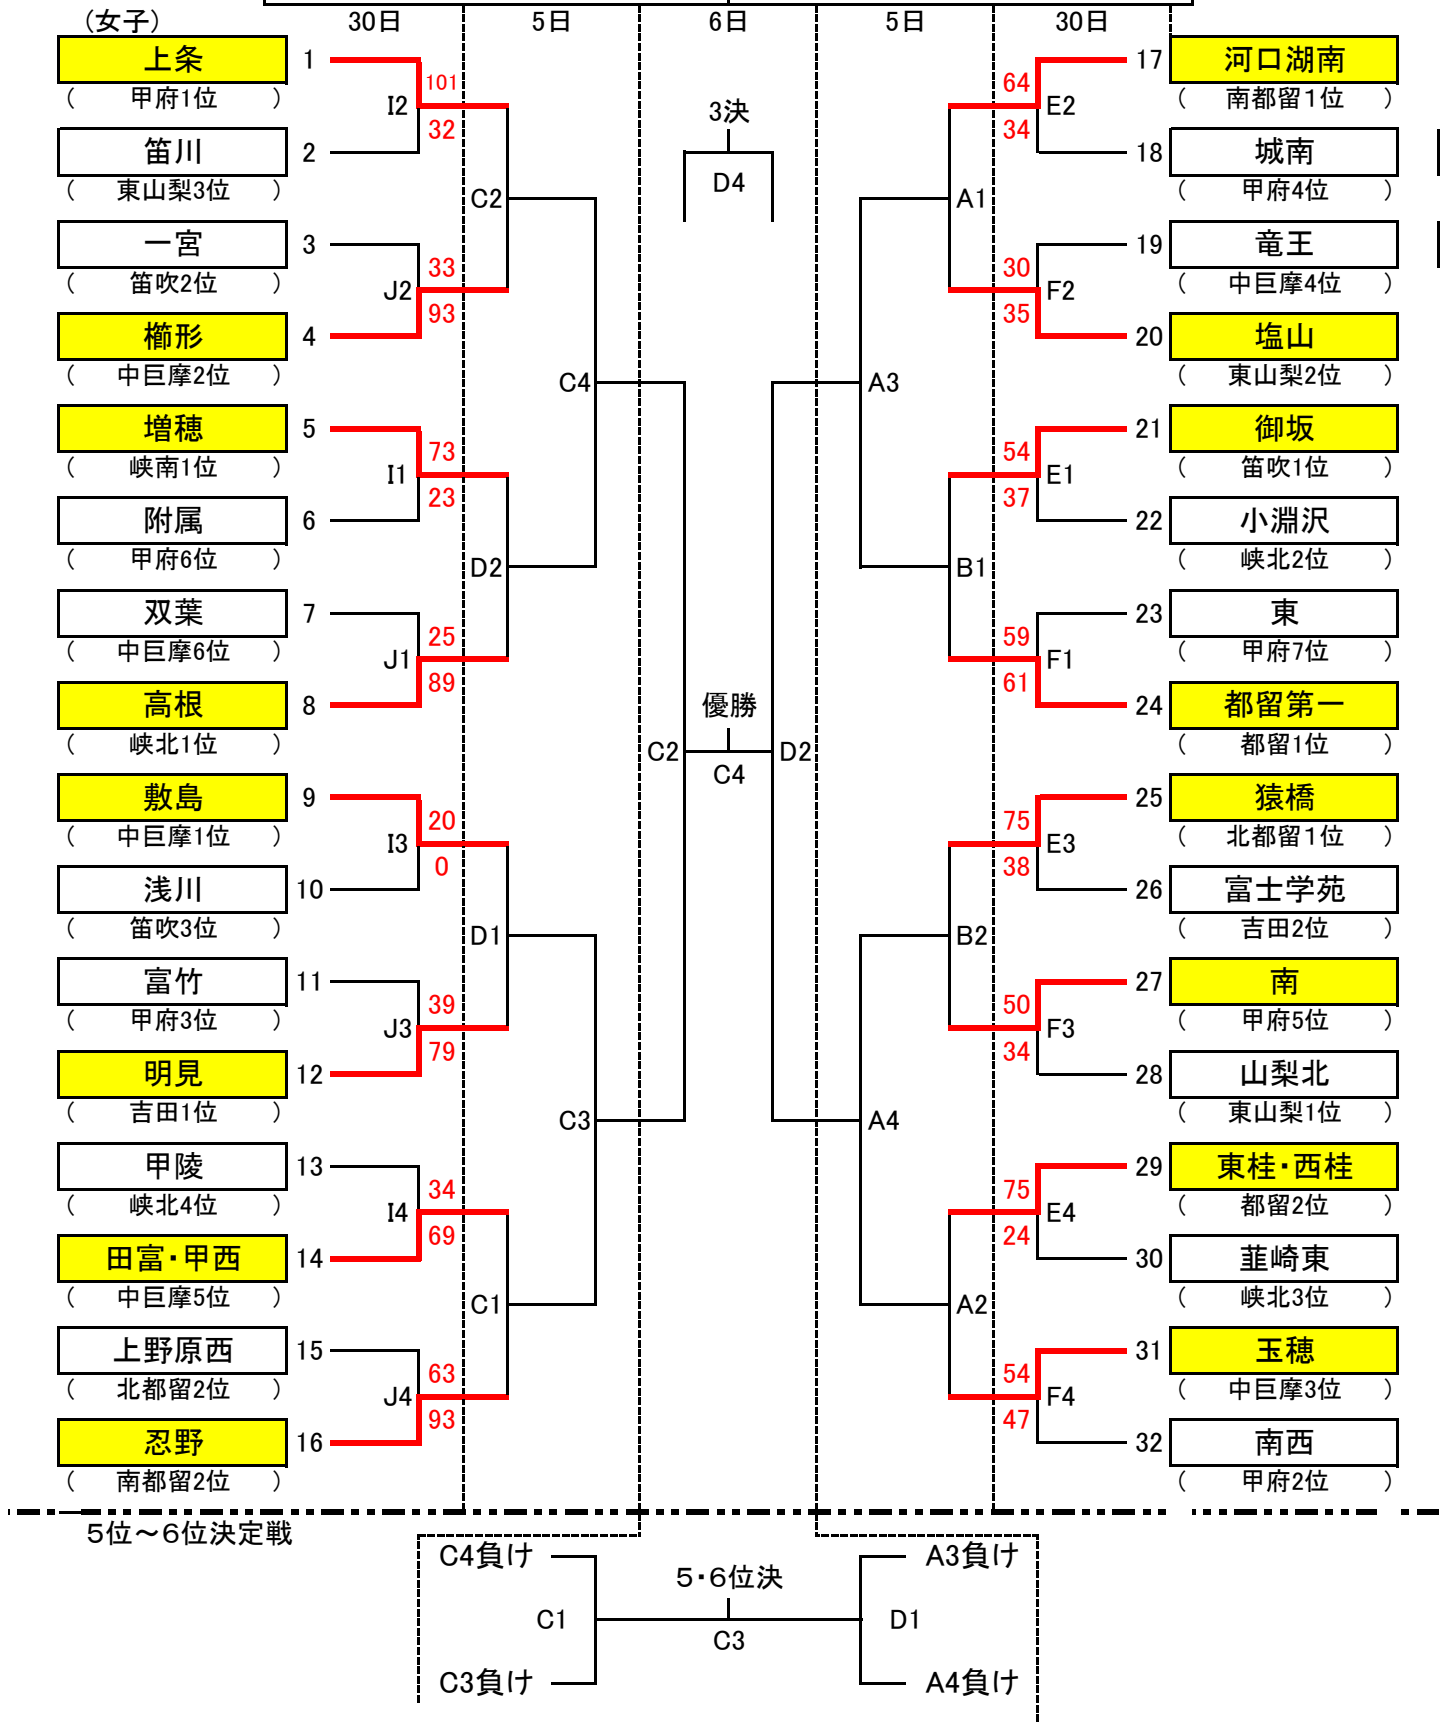 （女子）
30日 5日 6日 5日 30日
上条 1
（ 甲府1位 ）
I2 101
32
笛川 2
（ 東山梨3位 ）
C2
一宮 3
（ 笛吹2位 ）
J2 33
93
櫛形 4
（ 中巨摩2位 ）
C4
増穂 5
（ 峡南1位 ）
I1 73
23
附属 6
（ 甲府6位 ）
D2
双葉 7
（ 中巨摩6位 ）
J1 25
89
高根 8
（ 峡北1位 ）
C2
敷島 9
（ 中巨摩1位 ）
I3 20
0
浅川 10
（ 笛吹3位 ）
D1
富竹 11
（ 甲府3位 ）
J3 39
79
明見 12
（ 吉田1位 ）
C3
甲陵 13
（ 峡北4位 ）
I4 34
69
田富・甲西 14
（ 中巨摩5位 ）
C1
上野原西 15
（ 北都留2位 ）
J4 63
93
忍野 16
（ 南都留2位 ）
3決
D4
優勝
C4
17 河口湖南
（ 南都留1位 ）
64 E2
34
18 城南
（ 甲府4位 ）
A1
19 竜王
（ 中巨摩4位 ）
30 F2
35
20 塩山
（ 東山梨2位 ）
A3
21 御坂
（ 笛吹1位 ）
54 E1
37
22 小淵沢
（ 峡北2位 ）
B1
23 東
（ 甲府7位 ）
59 F1
61
24 都留第一
（ 都留1位 ）
D2
25 猿橋
（ 北都留1位 ）
75 E3
38
26 富士学苑
（ 吉田2位 ）
B2
27 南
（ 甲府5位 ）
50 F3
34
28 山梨北
（ 東山梨1位 ）
A4
29 東桂・西桂
（ 都留2位 ）
75 E4
24
30 韮崎東
（ 峡北3位 ）
A2
31 玉穂
（ 中巨摩3位 ）
54 F4
47
32 南西
（ 甲府2位 ）
5位～6位決定戦
C4負け A3負け
5・6位決
C1 D1
C3
C3負け A4負け